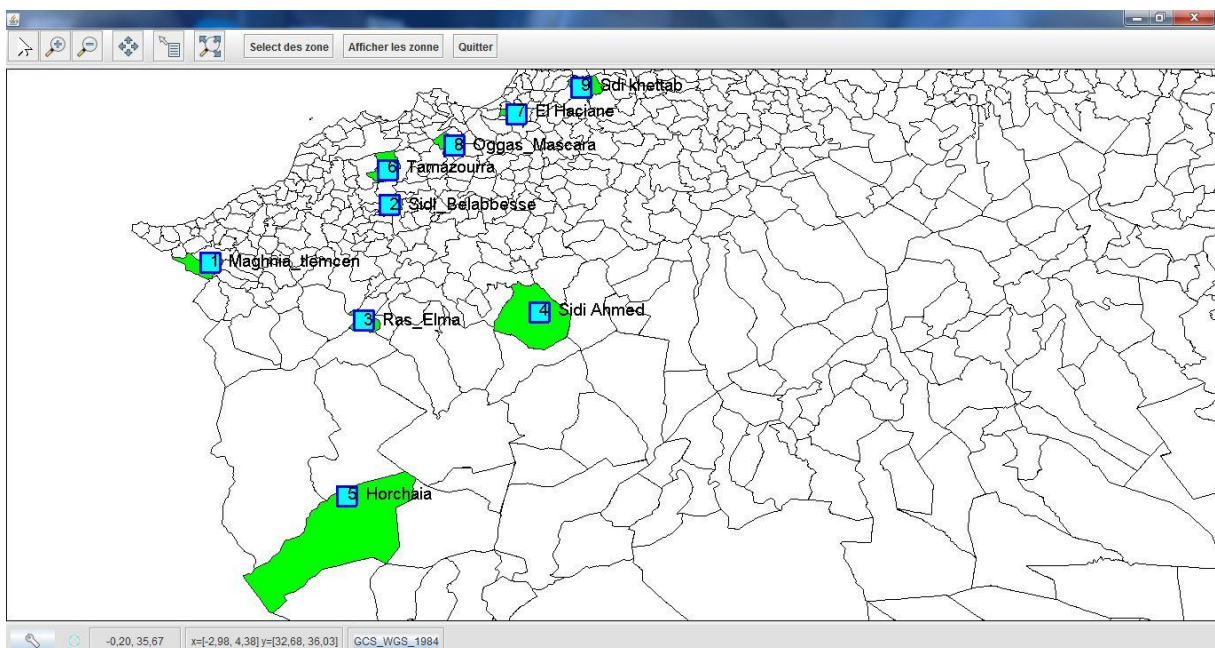 Select des zone Afficher les zonne Quitter
9 Sdi khettab
7 El Haciane
8 Oggas_Mascara
6 Tamazourra
2 Sidi_Belabbesse
1 Maghnia_tlemcen
4 Sidi Ahmed
3 Ras_Elma
5 Horchaia
-0,20, 35,67 x=[-2,98, 4,38] y=[32,68, 36,03] GCS_WGS_1984